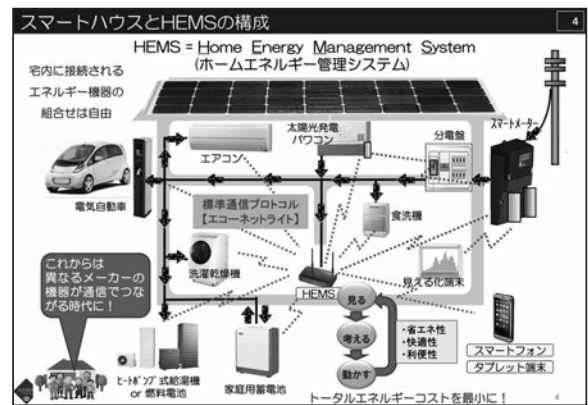 スマートハウスとHEMSの構成
4
HEMS = Home Energy Management System
(ホームエネルギー管理システム)
宅内に接続される
エネルギー機器の
組合せは自由
エアコン
太陽光発電
パワコン
分電盤
スマートメーター
電気自動車
標準通信プロトコル
【エコーネットライト】
食洗機
洗濯乾燥機
見える化端末
HEMS
これからは
異なるメーカーの
機器が通信でつな
がる時代に!
見る
考える
動かす
・省エネ性
・快適性
・利便性
スマートフォン
タブレット端末
ヒートポンプ式給湯機
or 燃料電池
家庭用蓄電池
トータルエネルギーコストを最小に!
4